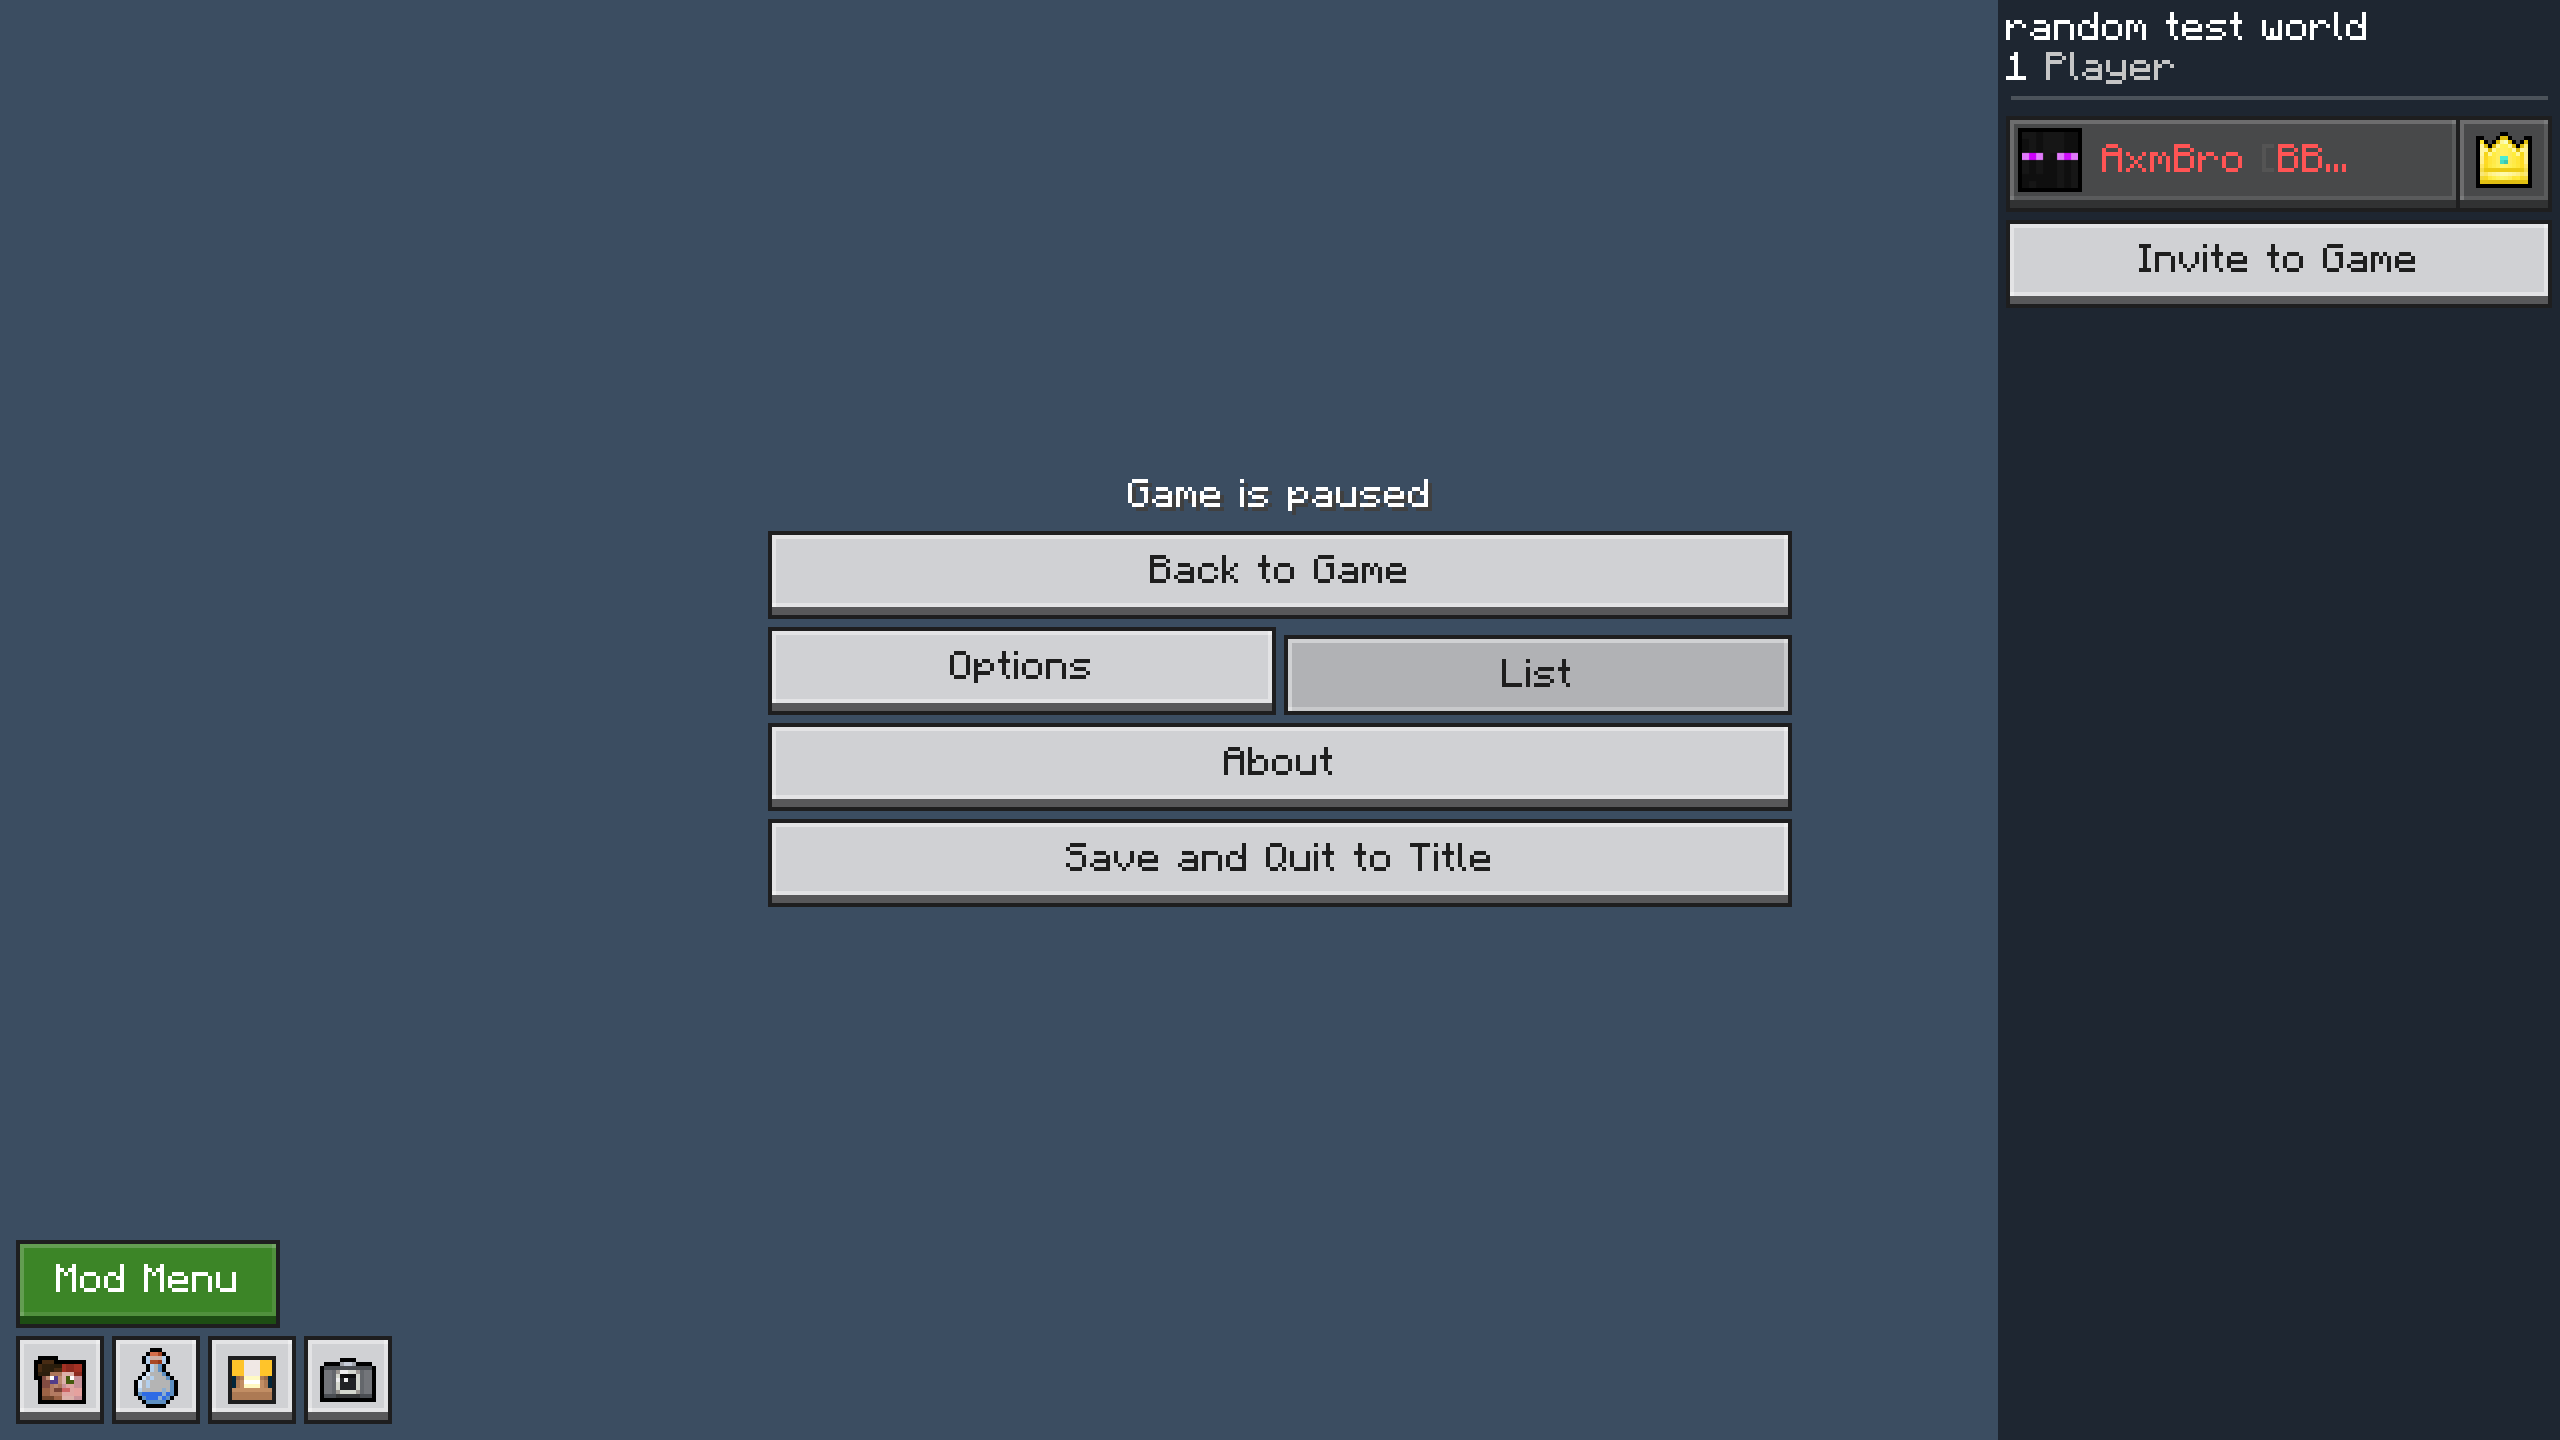 random test world
1 Player
AxmBro [BB...
Invite to Game
Game is paused
Back to Game
Options
List
About
Save and Quit to Title
Mod Menu